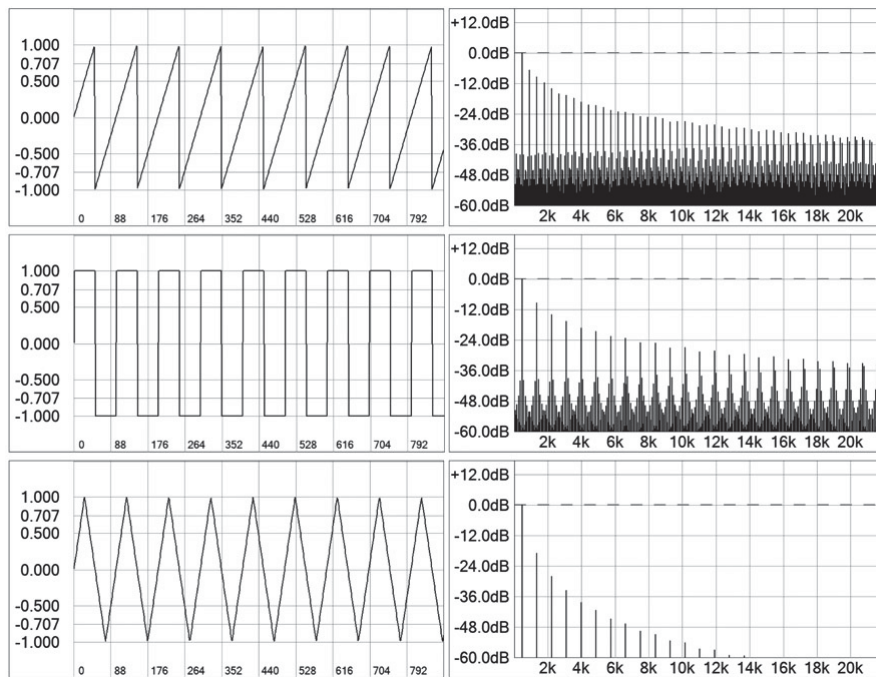 1.000
0.707
0.500
0.000
-0.500
-0.707
-1.000
0 88 176 264 352 440 528 616 704 792
+12.0dB
0.0dB
-12.0dB
-24.0dB
-36.0dB
-48.0dB
-60.0dB
2k 4k 6k 8k 10k 12k 14k 16k 18k 20k
1.000
0.707
0.500
0.000
-0.500
-0.707
-1.000
0 88 176 264 352 440 528 616 704 792
+12.0dB
0.0dB
-12.0dB
-24.0dB
-36.0dB
-48.0dB
-60.0dB
2k 4k 6k 8k 10k 12k 14k 16k 18k 20k
1.000
0.707
0.500
0.000
-0.500
-0.707
-1.000
0 88 176 264 352 440 528 616 704 792
+12.0dB
0.0dB
-12.0dB
-24.0dB
-36.0dB
-48.0dB
-60.0dB
2k 4k 6k 8k 10k 12k 14k 16k 18k 20k